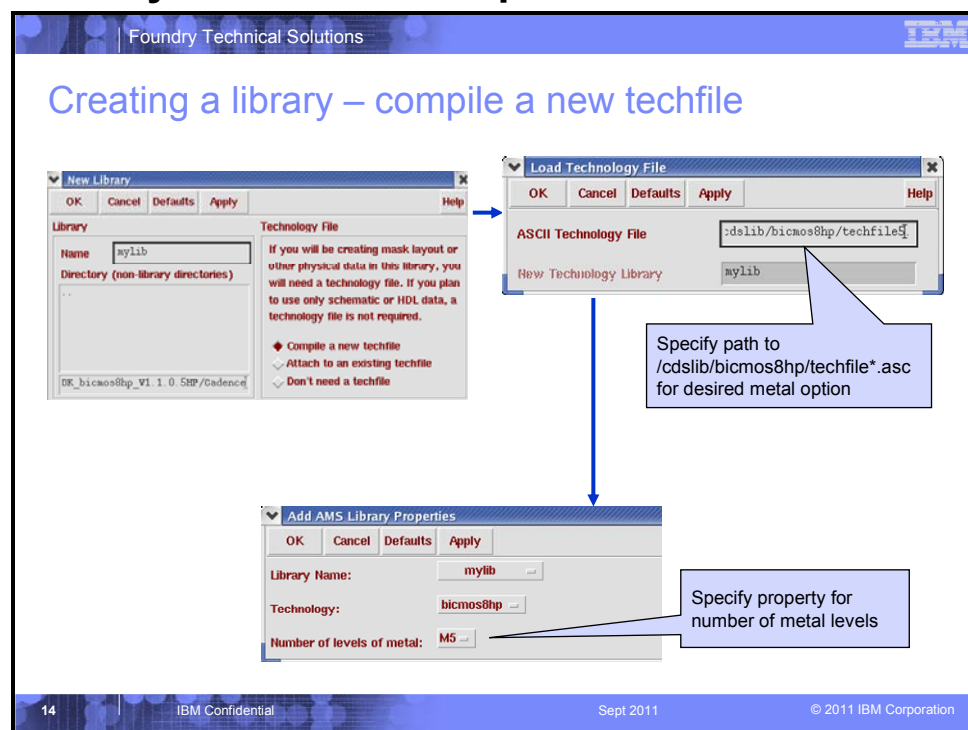 Foundry Technical Solutions
IBM
Creating a library – compile a new techfile
New Library
OK Cancel Defaults Apply Help
Library
Name mylib
Directory (non-library directories)
..
DK_bicmos8hp_V1.1.0.5HP/Cadence
Technology File
If you will be creating mask layout or
other physical data in this library, you
will need a technology file. If you plan
to use only schematic or HDL data, a
technology file is not required.
Compile a new techfile
Attach to an existing techfile
Don't need a techfile
Load Technology File
OK Cancel Defaults Apply Help
ASCII Technology File :dslib/bicmos8hp/techfile5
New Technology Library mylib
Specify path to
/cdslib/bicmos8hp/techfile*.asc
for desired metal option
Add AMS Library Properties
OK Cancel Defaults Apply
Library Name: mylib
Technology: bicmos8hp
Number of levels of metal: M5
Specify property for
number of metal levels
14 IBM Confidential Sept 2011 © 2011 IBM Corporation